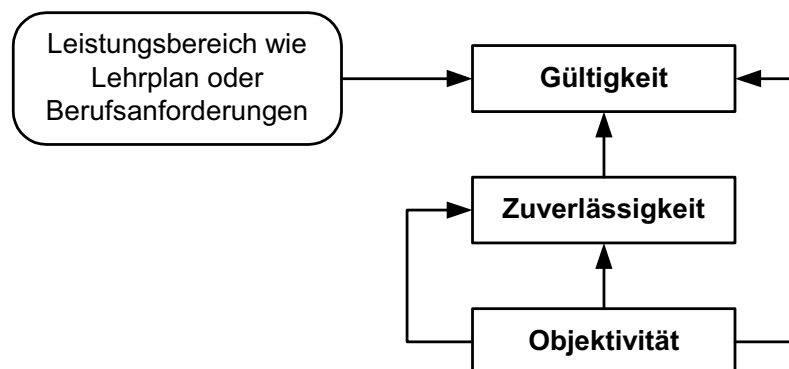 Leistungsbereich wie
Lehrplan oder
Berufsanforderungen
Gültigkeit
Zuverlässigkeit
Objektivität